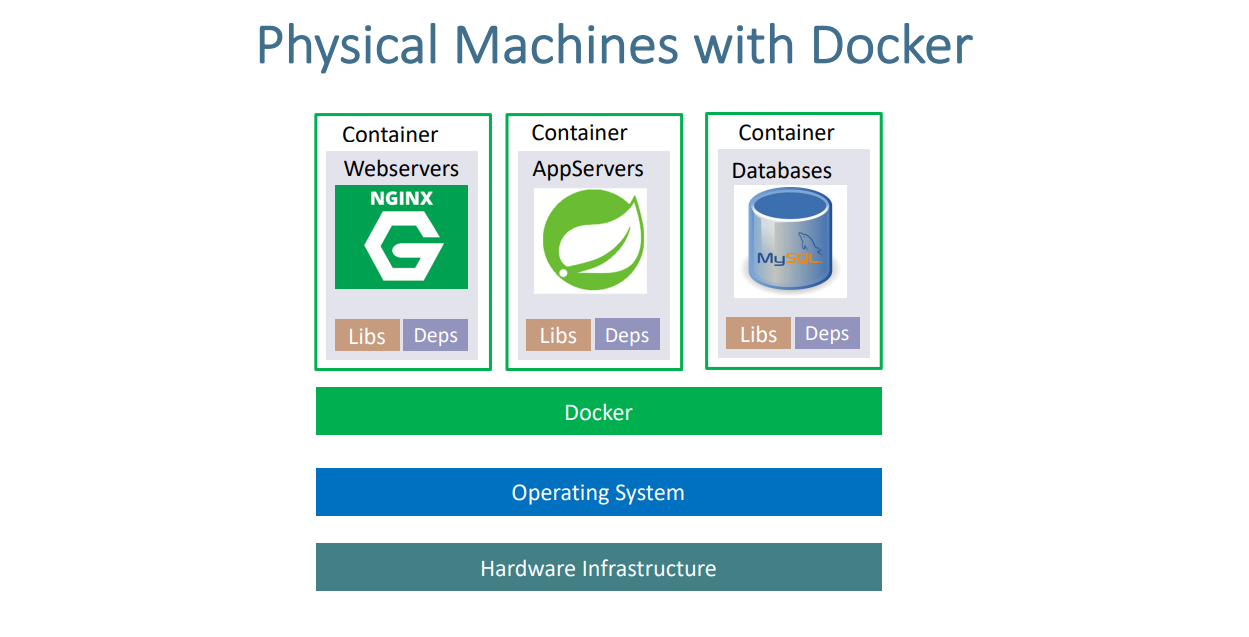 Physical Machines with Docker
Container
Webservers
NGINX
Libs
Deps
Container
AppServers
Libs
Deps
Container
Databases
MySQL
Libs
Deps
Docker
Operating System
Hardware Infrastructure